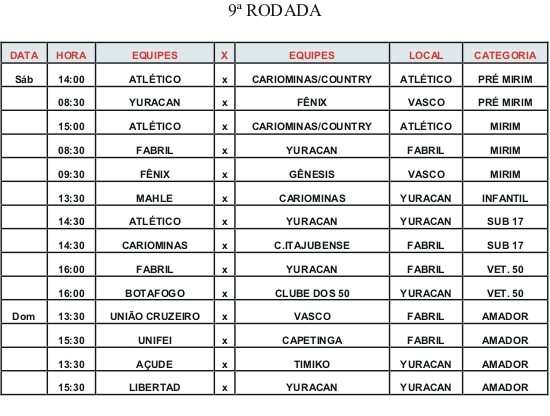 9ª RODADA
DATA HORA EQUIPES X EQUIPES LOCAL CATEGORIA
Sáb 14:00 ATLÉTICO x CARIOMINAS/COUNTRY ATLÉTICO PRÉ MIRIM
08:30 YURACAN x FÊNIX VASCO PRÉ MIRIM
15:00 ATLÉTICO x CARIOMINAS/COUNTRY ATLÉTICO MIRIM
08:30 FABRIL x YURACAN FABRIL MIRIM
09:30 FÊNIX x GÊNESIS VASCO MIRIM
13:30 MAHLE x CARIOMINAS YURACAN INFANTIL
14:30 ATLÉTICO x YURACAN YURACAN SUB 17
14:30 CARIOMINAS x C.ITAJUBENSE FABRIL SUB 17
16:00 FABRIL x YURACAN FABRIL VET. 50
16:00 BOTAFOGO x CLUBE DOS 50 YURACAN VET. 50
Dom 13:30 UNIÃO CRUZEIRO x VASCO FABRIL AMADOR
15:30 UNIFEI x CAPETINGA FABRIL AMADOR
13:30 AÇUDE x TIMIKO YURACAN AMADOR
15:30 LIBERTAD x YURACAN YURACAN AMADOR